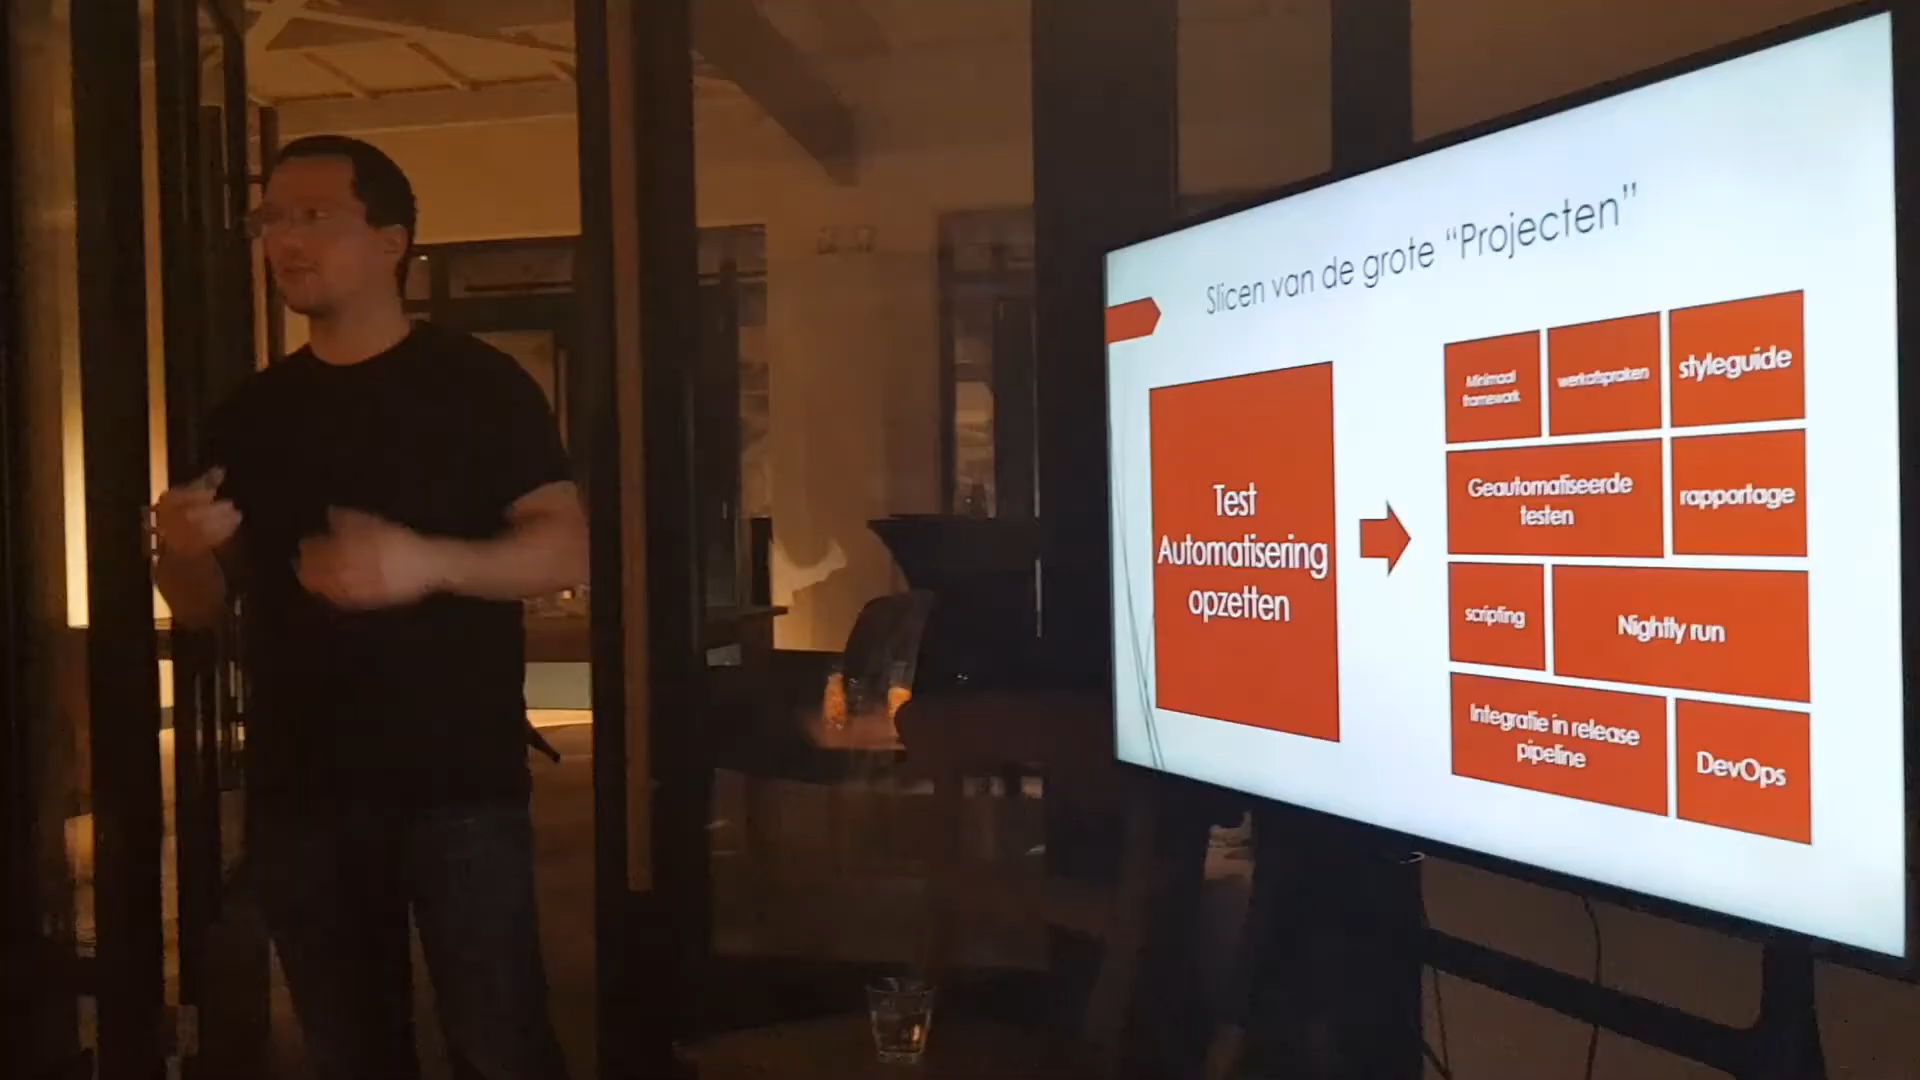 Slicen van de grote “Projecten”
Test
Automatisering
opzetten
Minimaal
framework
werkafspraken
styleguide
Geautomatiseerde
testen
rapportage
scripting
Nightly run
Integratie in release
pipeline
DevOps